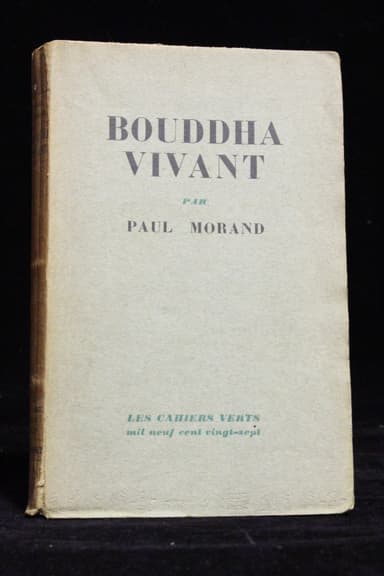 BOUDDHA
VIVANT
PAR
PAUL MORAND
LES CAHIERS VERTS
mil neuf cent vingt-sept